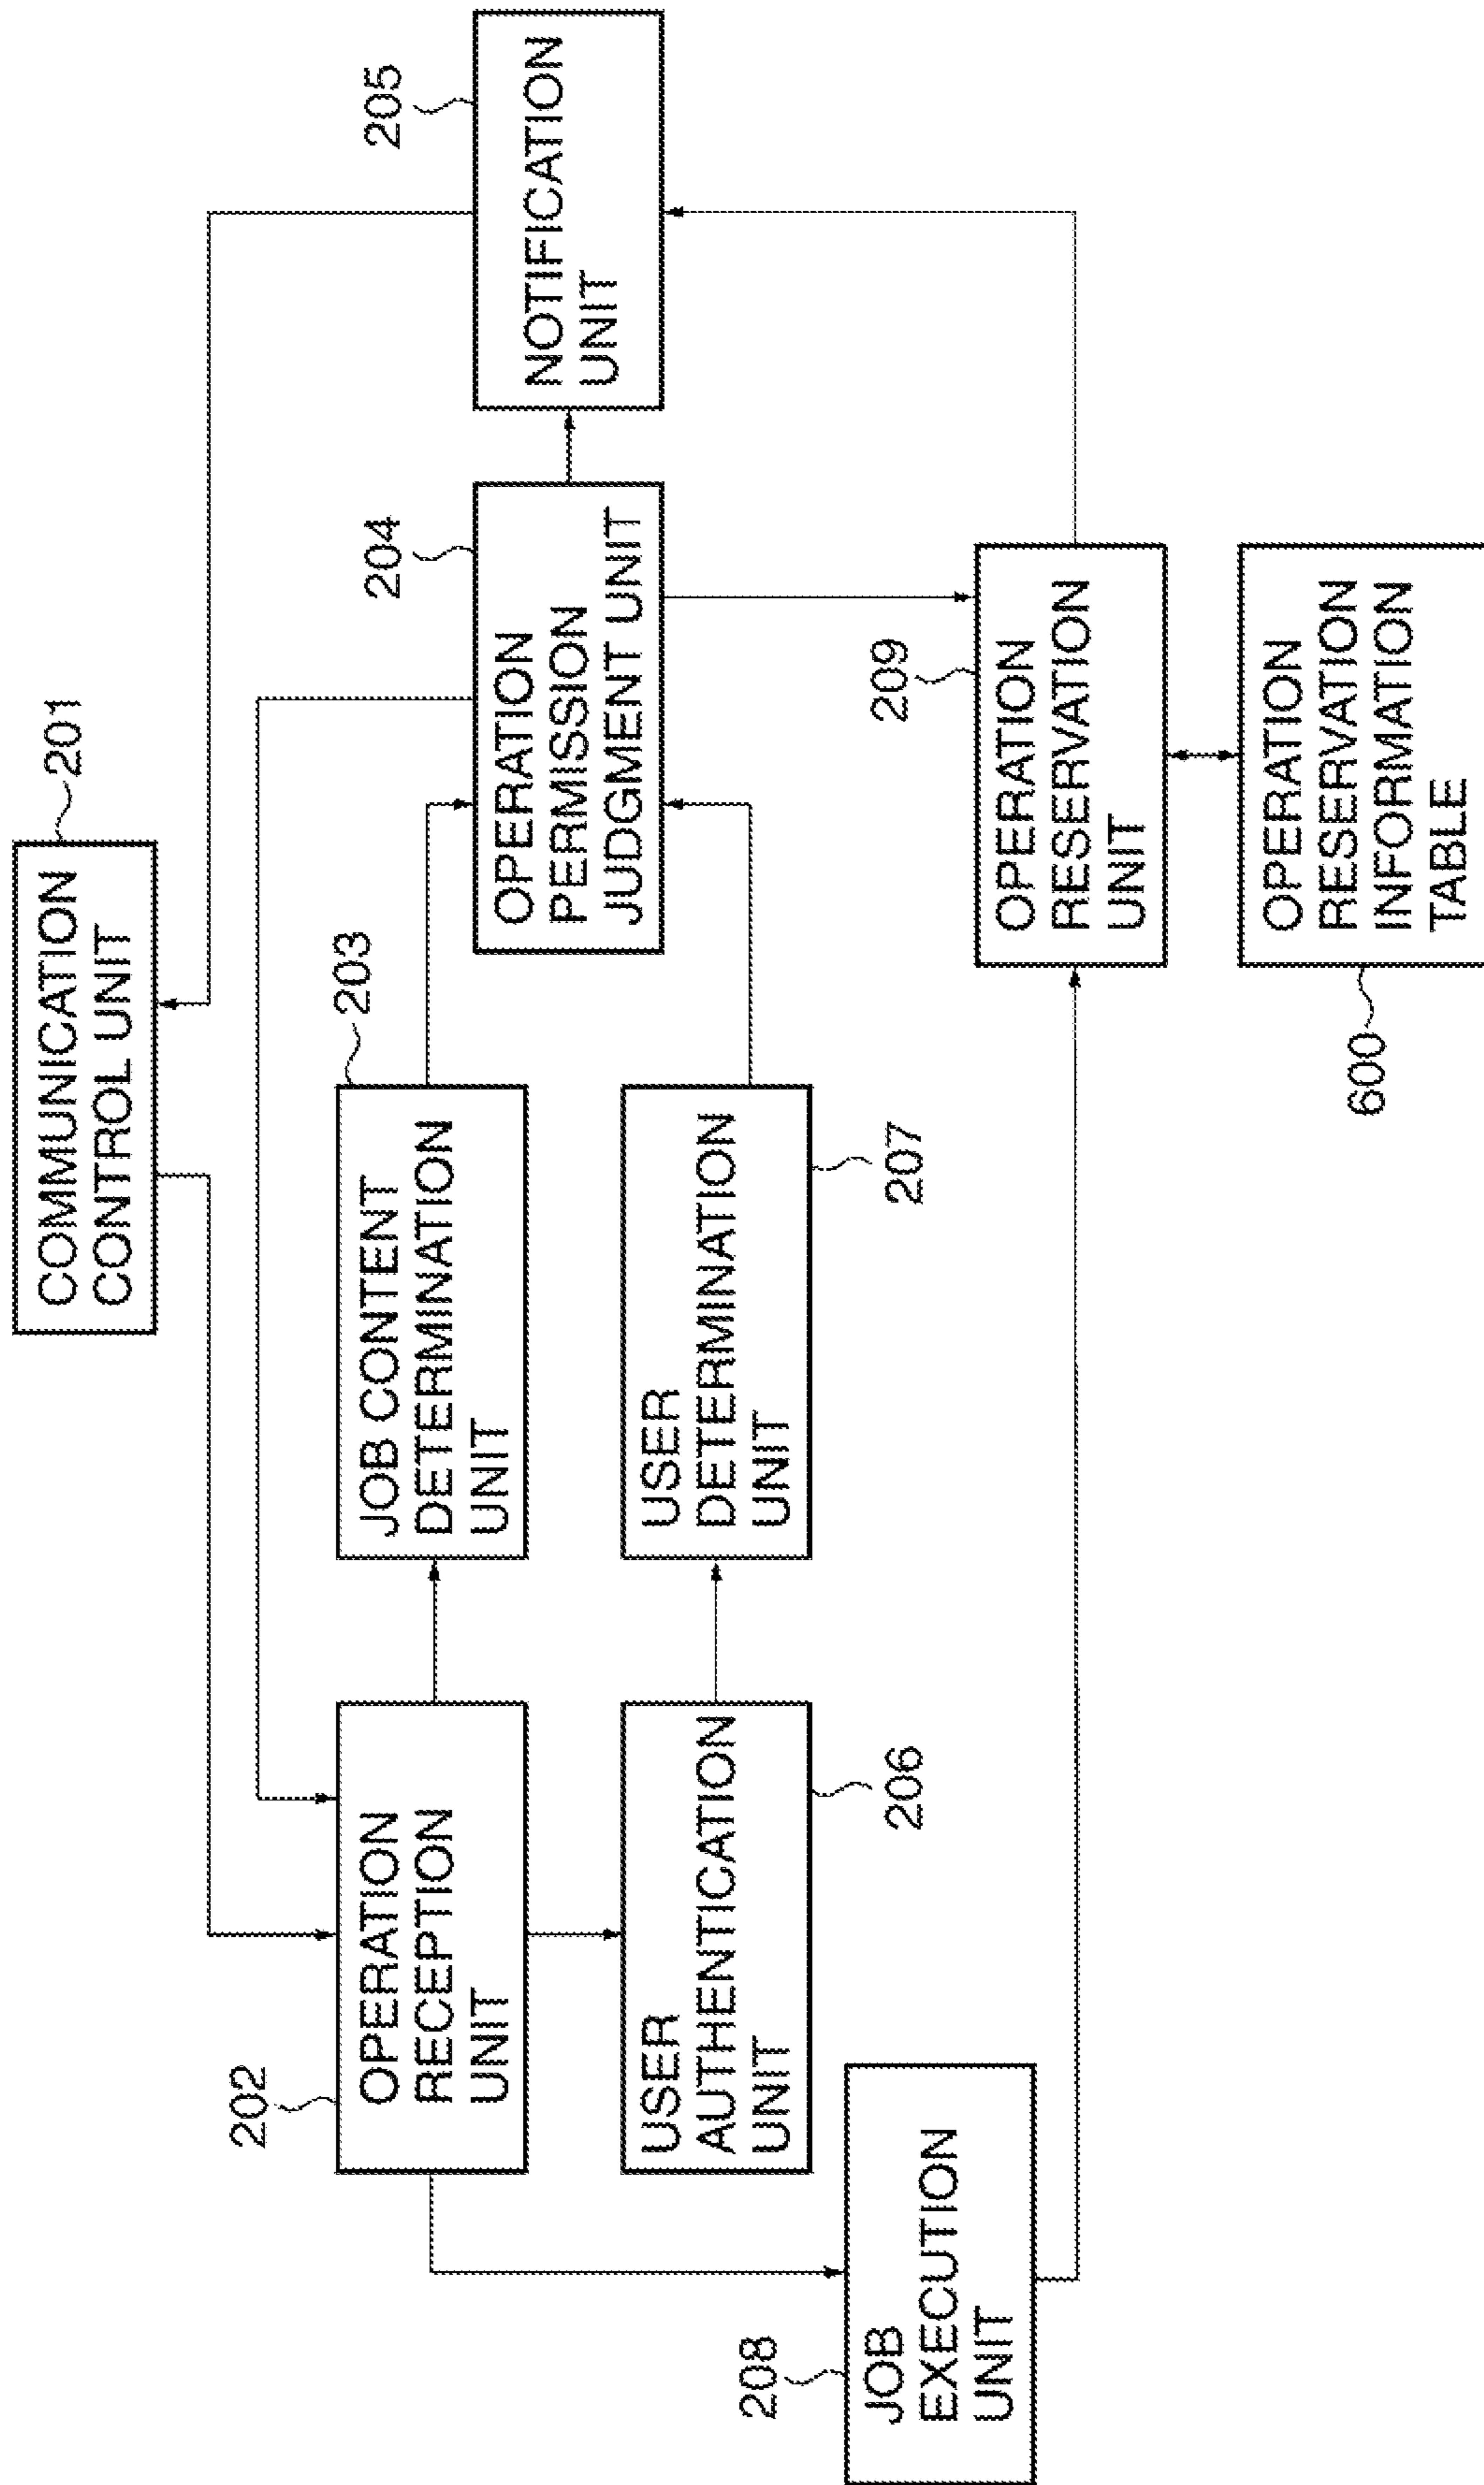 COMMUNICATION
CONTROL UNIT
201
202
OPERATION
RECEPTION
UNIT
JOB CONTENT
DETERMINATION
UNIT
203
OPERATION
PERMISSION
JUDGMENT UNIT
204
NOTIFICATION
UNIT
205
USER
AUTHENTICATION
UNIT
206
USER
DETERMINATION
UNIT
207
208
JOB
EXECUTION
UNIT
209
OPERATION
RESERVATION
UNIT
600
OPERATION
RESERVATION
INFORMATION
TABLE